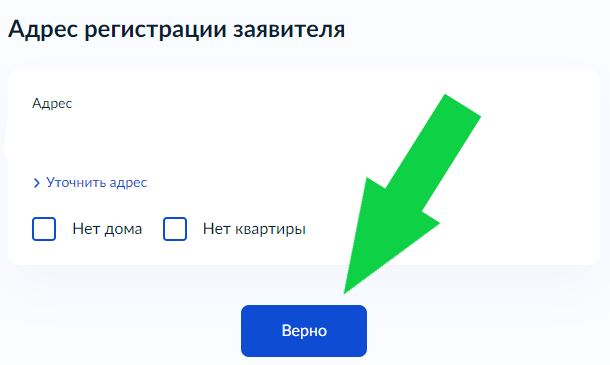 Адрес регистрации заявителя
Адрес
Уточнить адрес
Нет дома Нет квартиры
Верно